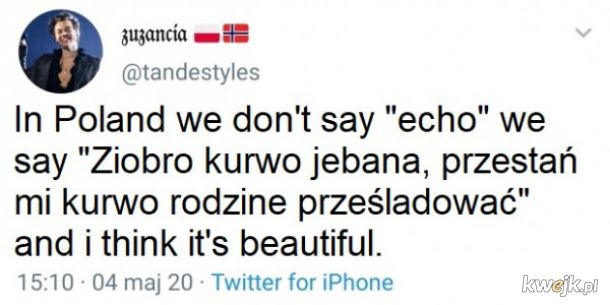 zuzancia 🇵🇱🇳🇴
@tandestyles
In Poland we don't say "echo" we
say "Ziobro kurwo jebana, przestań
mi kurwo rodzine prześladować"
and i think it's beautiful.
15:10 · 04 maj 20 · Twitter for iPhone
kwejk.pl